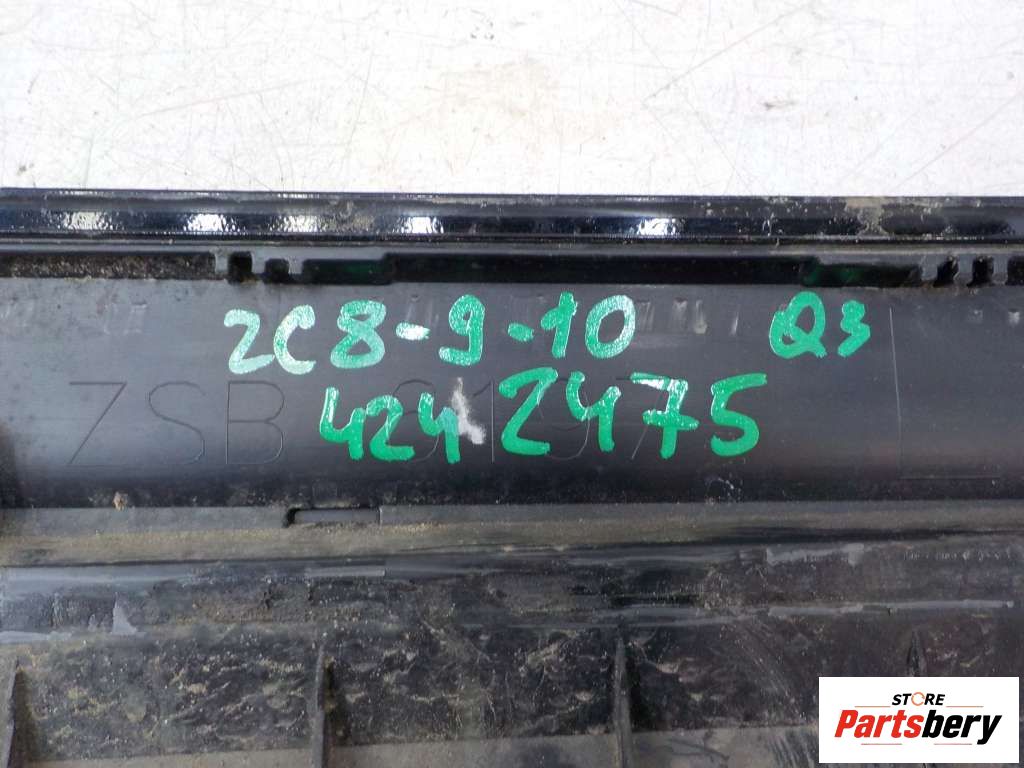 2C8-9-10 Q3
4242475
ZSB
STORE
Partsbery